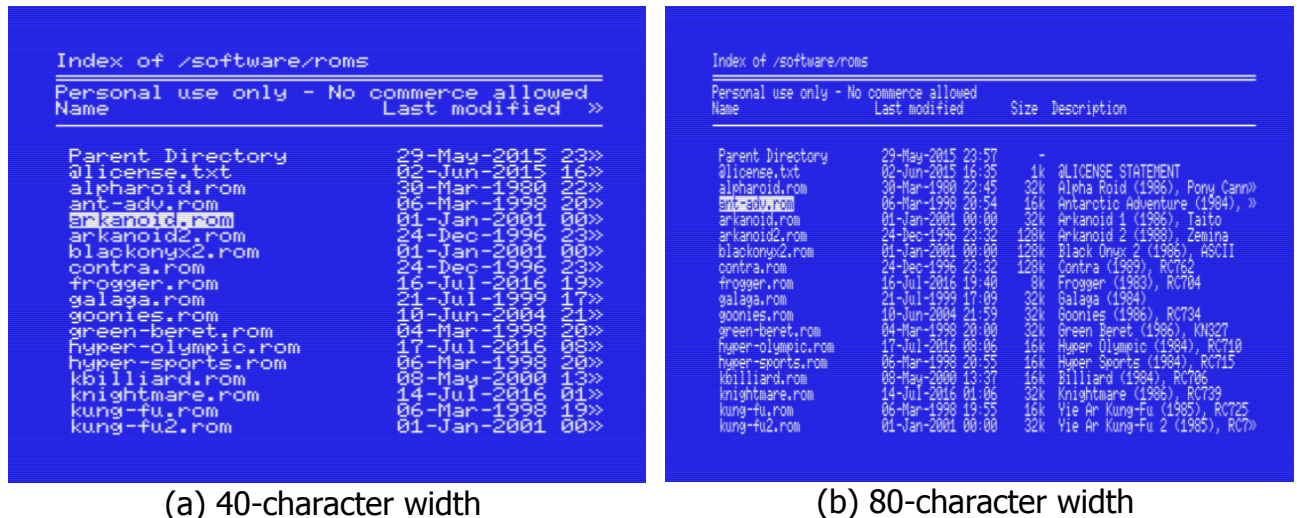 Index of /software/roms
Personal use only - No commerce allowed
Name Last modified »
Parent Directory 29-May-2015 23»
@license.txt 02-Jun-2015 16»
alpharoid.rom 30-Mar-1980 22»
ant-adv.rom 06-Mar-1998 20»
arkanoid.rom 01-Jan-2001 00»
arkanoid2.rom 24-Dec-1996 23»
blackonyx2.rom 01-Jan-2001 00»
contra.rom 24-Dec-1996 23»
frogger.rom 16-Jul-2016 19»
galaga.rom 21-Jul-1999 17»
goonies.rom 10-Jun-2004 21»
green-beret.rom 04-Mar-1998 20»
hyper-olympic.rom 17-Jul-2016 08»
hyper-sports.rom 06-Mar-1998 20»
kbilliard.rom 08-May-2000 13»
knightmare.rom 14-Jul-2016 01»
kung-fu.rom 06-Mar-1998 19»
kung-fu2.rom 01-Jan-2001 00»
(a) 40-character width
Index of /software/roms
Personal use only - No commerce allowed
Name Last modified Size Description
Parent Directory 29-May-2015 23:57 -
@license.txt 02-Jun-2015 16:35 1k @LICENSE STATEMENT
alpharoid.rom 30-Mar-1980 22:45 32k Alpha Roid (1986), Pony Cann»
ant-adv.rom 06-Mar-1998 20:54 16k Antarctic Adventure (1984), »
arkanoid.rom 01-Jan-2001 00:00 32k Arkanoid 1 (1986), Taito
arkanoid2.rom 24-Dec-1996 23:32 128k Arkanoid 2 (1988), Zemina
blackonyx2.rom 01-Jan-2001 00:00 128k Black Onyx 2 (1986), ASCII
contra.rom 24-Dec-1996 23:32 128k Contra (1989), RC762
frogger.rom 16-Jul-2016 19:40 8k Frogger (1983), RC704
galaga.rom 21-Jul-1999 17:09 32k Galaga (1984)
goonies.rom 10-Jun-2004 21:59 32k Goonies (1986), RC734
green-beret.rom 04-Mar-1998 20:00 32k Green Beret (1986), KN327
hyper-olympic.rom 17-Jul-2016 08:06 16k Hyper Olympic (1984), RC710
hyper-sports.rom 06-Mar-1998 20:55 16k Hyper Sports (1984), RC715
kbilliard.rom 08-May-2000 13:37 16k Billiard (1984), RC706
knightmare.rom 14-Jul-2016 01:06 32k Knightmare (1986), RC739
kung-fu.rom 06-Mar-1998 19:55 16k Yie Ar Kung-Fu (1985), RC725
kung-fu2.rom 01-Jan-2001 00:00 32k Yie Ar Kung-Fu 2 (1985), RC7»
(b) 80-character width